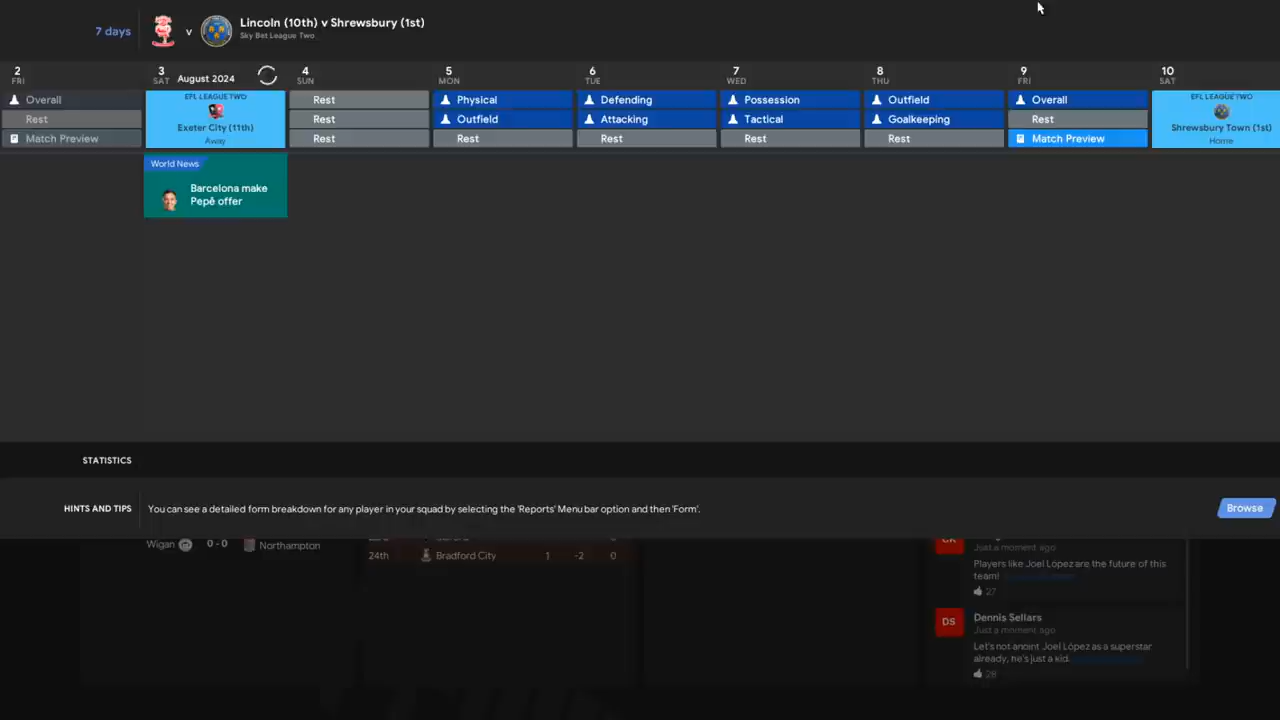 7 days
v
Lincoln (10th) v Shrewsbury (1st)
Sky Bet League Two
2
FRI
3
SAT
August 2024
4
SUN
5
MON
6
TUE
7
WED
8
THU
9
FRI
10
SAT
Overall
Rest
Match Preview
EFL LEAGUE TWO
Exeter City (11th)
Away
Rest
Rest
Rest
Physical
Outfield
Rest
Defending
Attacking
Rest
Possession
Tactical
Rest
Outfield
Goalkeeping
Rest
Overall
Rest
Match Preview
EFL LEAGUE TWO
Shrewsbury Town (1st)
Home
World News
Barcelona make
Pepê offer
STATISTICS
HINTS AND TIPS
You can see a detailed form breakdown for any player in your squad by selecting the 'Reports' Menu bar option and then 'Form'.
Browse
Wigan 0 - 0 Northampton
24th Bradford City 1 -2 0
Just a moment ago
Players like Joel López are the future of this
team!
27
DS
Dennis Sellars
Just a moment ago
Let's not anoint Joel López as a superstar
already, he's just a kid.
28